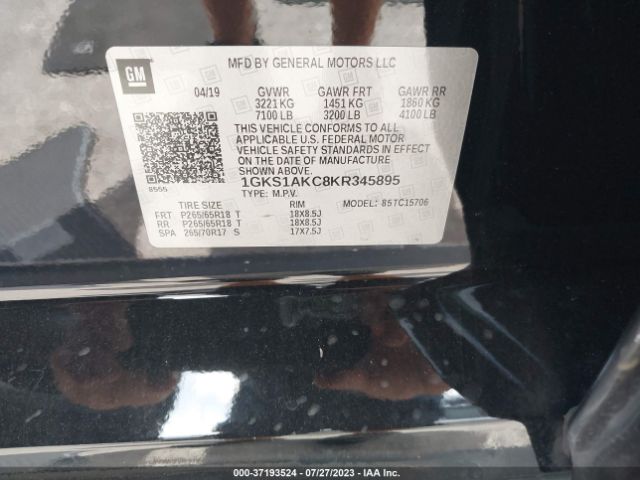 GM
MFD BY GENERAL MOTORS LLC
04/19 GVWR GAWR FRT GAWR RR
3221 KG 1451 KG 1860 KG
7100 LB 3200 LB 4100 LB
THIS VEHICLE CONFORMS TO ALL
APPLICABLE U.S. FEDERAL MOTOR
VEHICLE SAFETY STANDARDS IN EFFECT
ON THE DATE OF MANUFACTURE
SHOWN ABOVE.
1GKS1AKC8KR345895
8555
TYPE: M.P.V.
TIRE SIZE RIM MODEL: 85TC15706
FRT P265/65R18 T 18X8.5J
RR P265/65R18 T 18X8.5J
SPA 265/70R17 S 17X7.5J
000-37193524 / 07/27/2023 - IAA Inc.